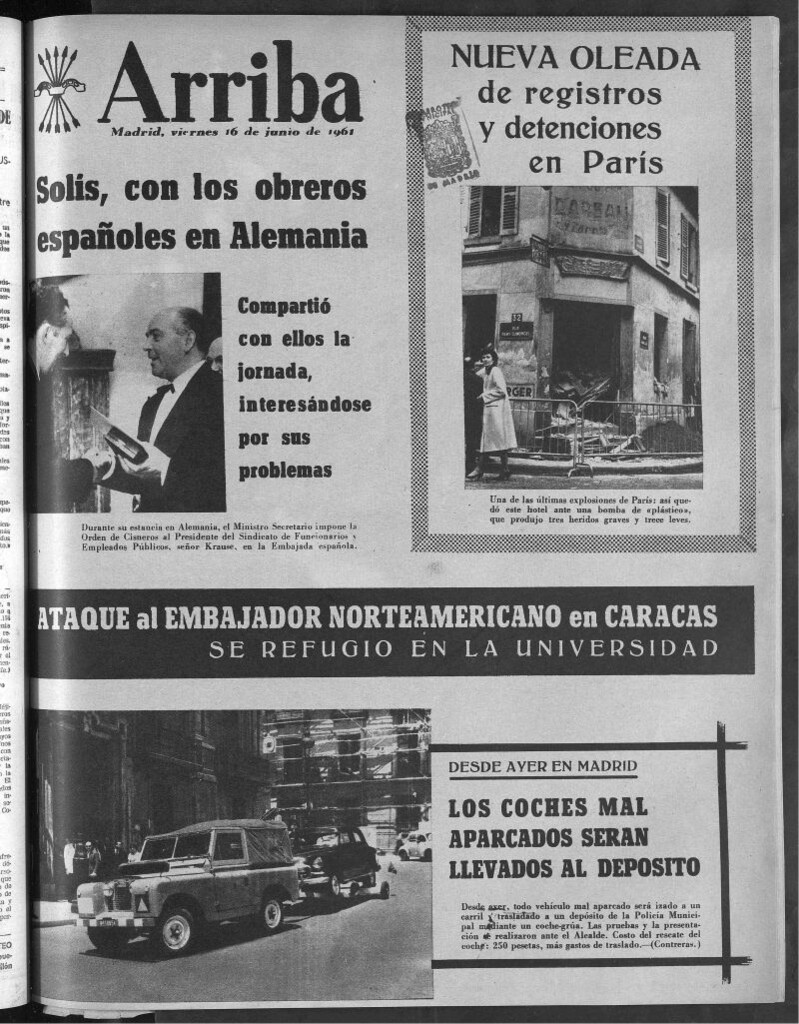 Arriba
Madrid, viernes 16 de junio de 1961
Solís, con los obreros
españoles en Alemania
Compartió
con ellos la
jornada,
interesándose
por sus
problemas
Durante su estancia en Alemania, el Ministro Secretario impone la
Orden de Cisneros al Presidente del Sindicato de Funcionarios y
Empleados Públicos, señor Krause, en la Embajada española.
NUEVA OLEADA
de registros
y detenciones
en París
DE MADRID
32
BERGER
Una de las últimas explosiones de París: así que-
dó este hotel ante una bomba de «plástico»,
que produjo tres heridos graves y trece leves.
ATAQUE al EMBAJADOR NORTEAMERICANO en CARACAS
SE REFUGIO EN LA UNIVERSIDAD
DESDE AYER EN MADRID
LOS COCHES MAL
APARCADOS SERAN
LLEVADOS AL DEPOSITO
Desde ayer, todo vehículo mal aparcado será izado a un
carril y trasladado a un depósito de la Policía Munici-
pal mediante un coche-grúa. Las pruebas y la presenta-
ción se realizaron ante el Alcalde. Costo del rescate del
coche: 250 pesetas, más gastos de traslado.—(Contreras.)